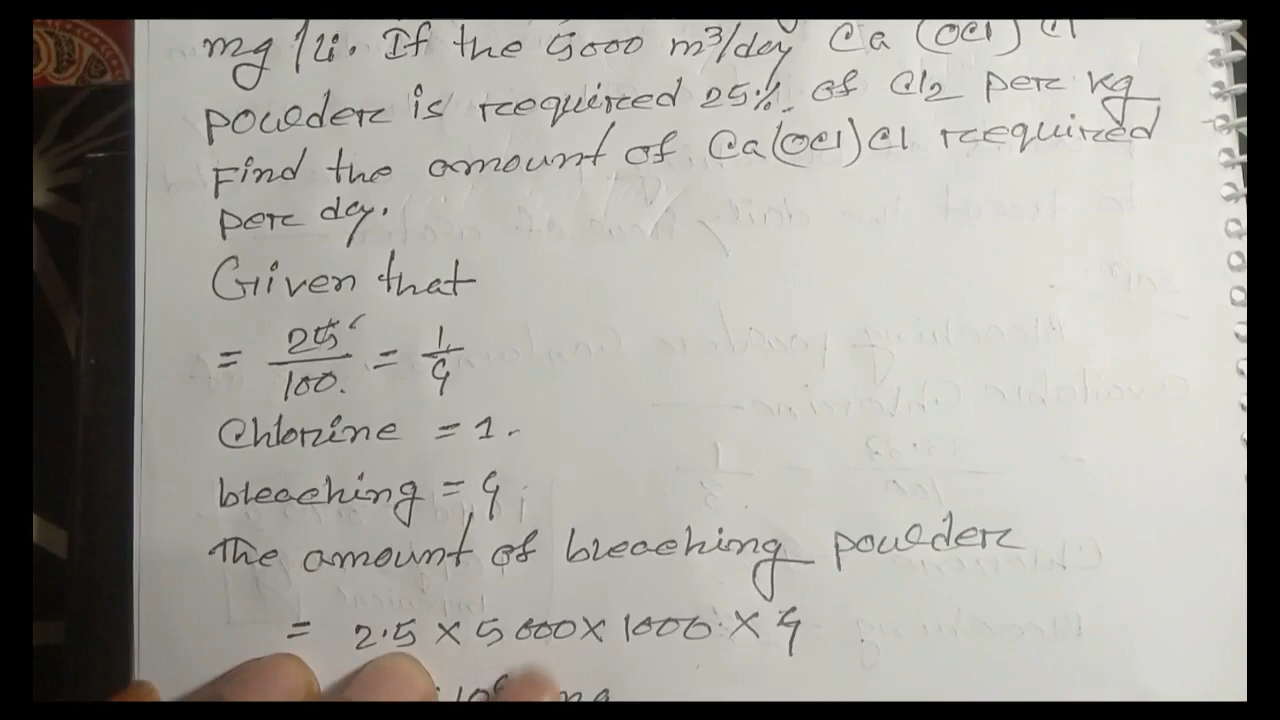 mg/li. If the 5000 m³/day Ca (OCl) Cl
powder is required 25%. of Cl2 per kg
Find the amount of Ca(OCl)Cl required
per day.
Given that
= 25/100. = 1/4
Chlorine = 1.
bleaching = 4
The amount of bleaching powder
= 2.5 × 5000 × 1000 × 4
10⁶ mg